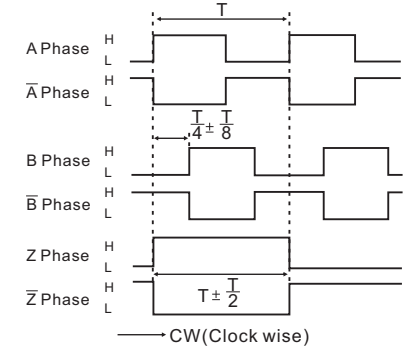 T
A Phase H
L
A̅ Phase H
L
T/4 ± T/8
B Phase H
L
B̅ Phase H
L
Z Phase H
L
T ± T/2
Z̅ Phase H
L
CW(Clock wise)